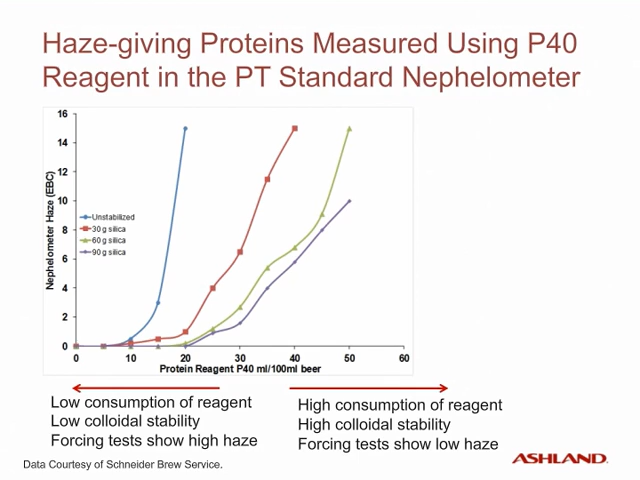 Haze-giving Proteins Measured Using P40
Reagent in the PT Standard Nephelometer
16
14
12
10
8
6
4
2
0
Nephelometer Haze (EBC)
Unstabilized
30 g silica
60 g silica
90 g silica
0 10 20 30 40 50 60
Protein Reagent P40 ml/100ml beer
Low consumption of reagent
Low colloidal stability
Forcing tests show high haze
High consumption of reagent
High colloidal stability
Forcing tests show low haze
Data Courtesy of Schneider Brew Service.
ASHLAND